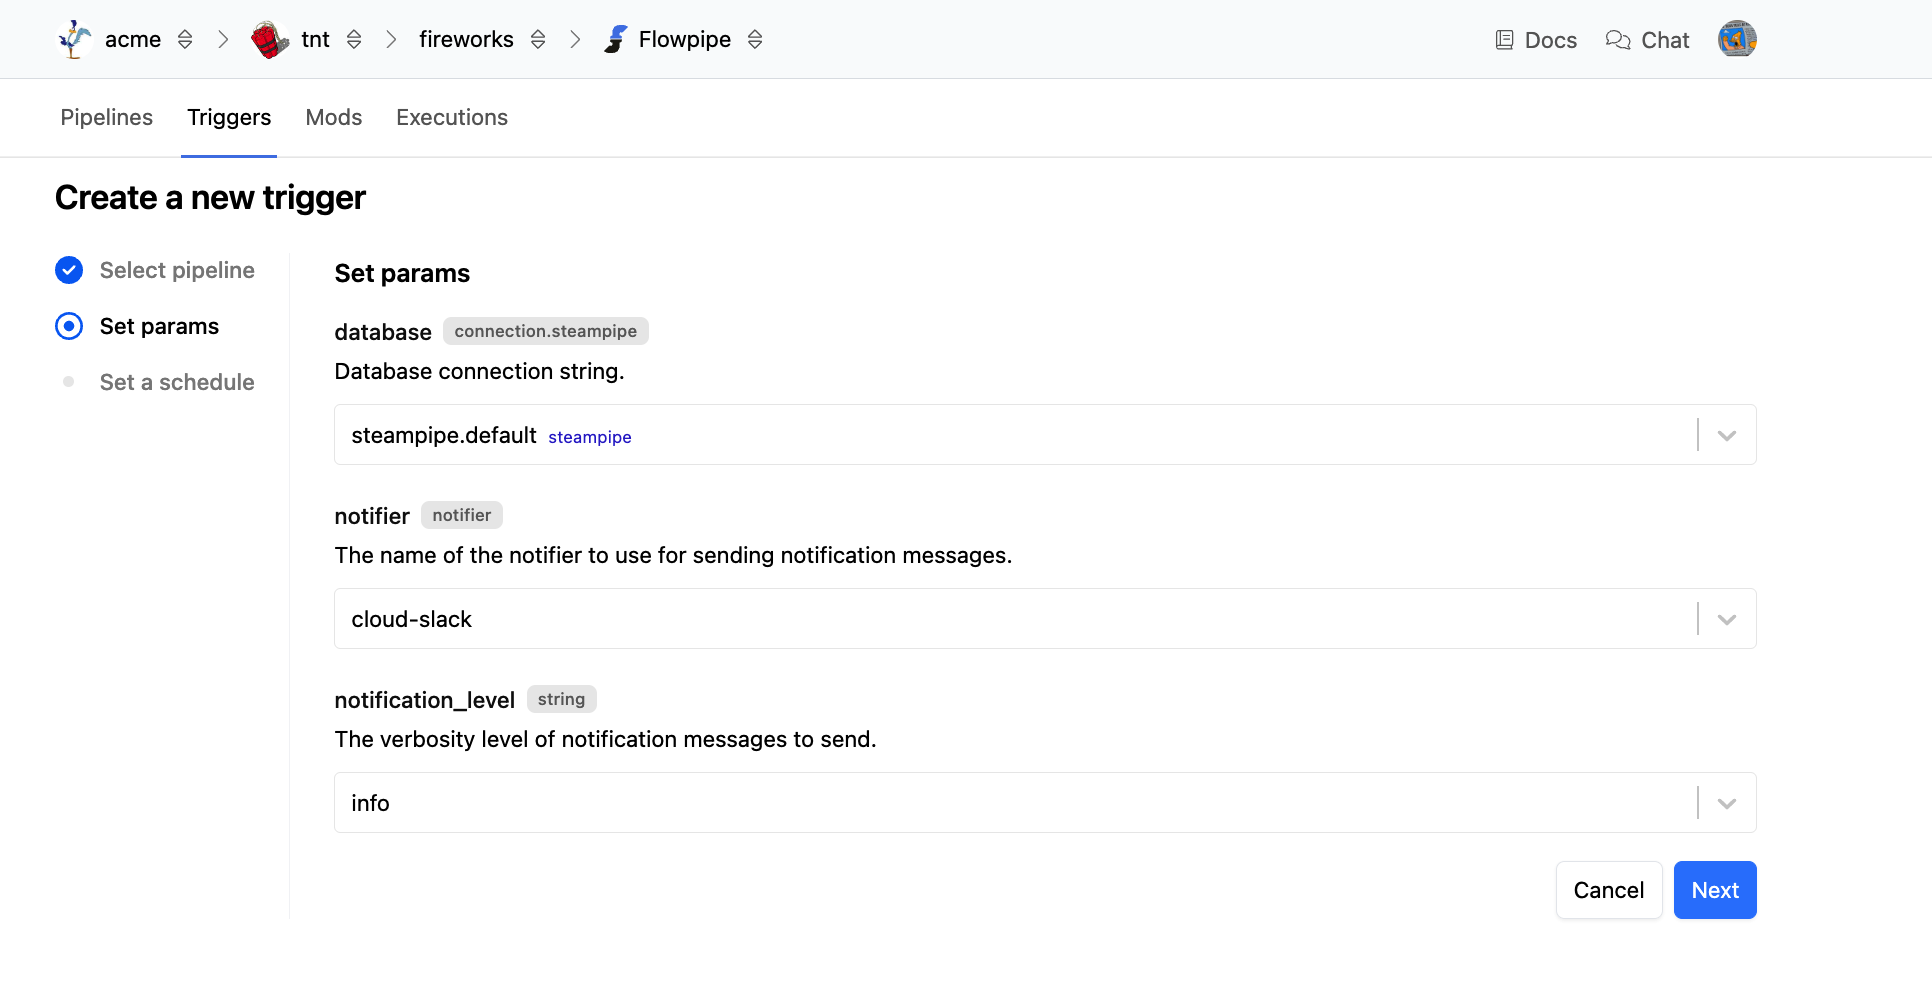 acme tnt fireworks Flowpipe Docs Chat
Pipelines Triggers Mods Executions
Create a new trigger
Select pipeline
Set params
Set a schedule
Set params
database connection.steampipe
Database connection string.
steampipe.default steampipe
notifier notifier
The name of the notifier to use for sending notification messages.
cloud-slack
notification_level string
The verbosity level of notification messages to send.
info
Cancel Next